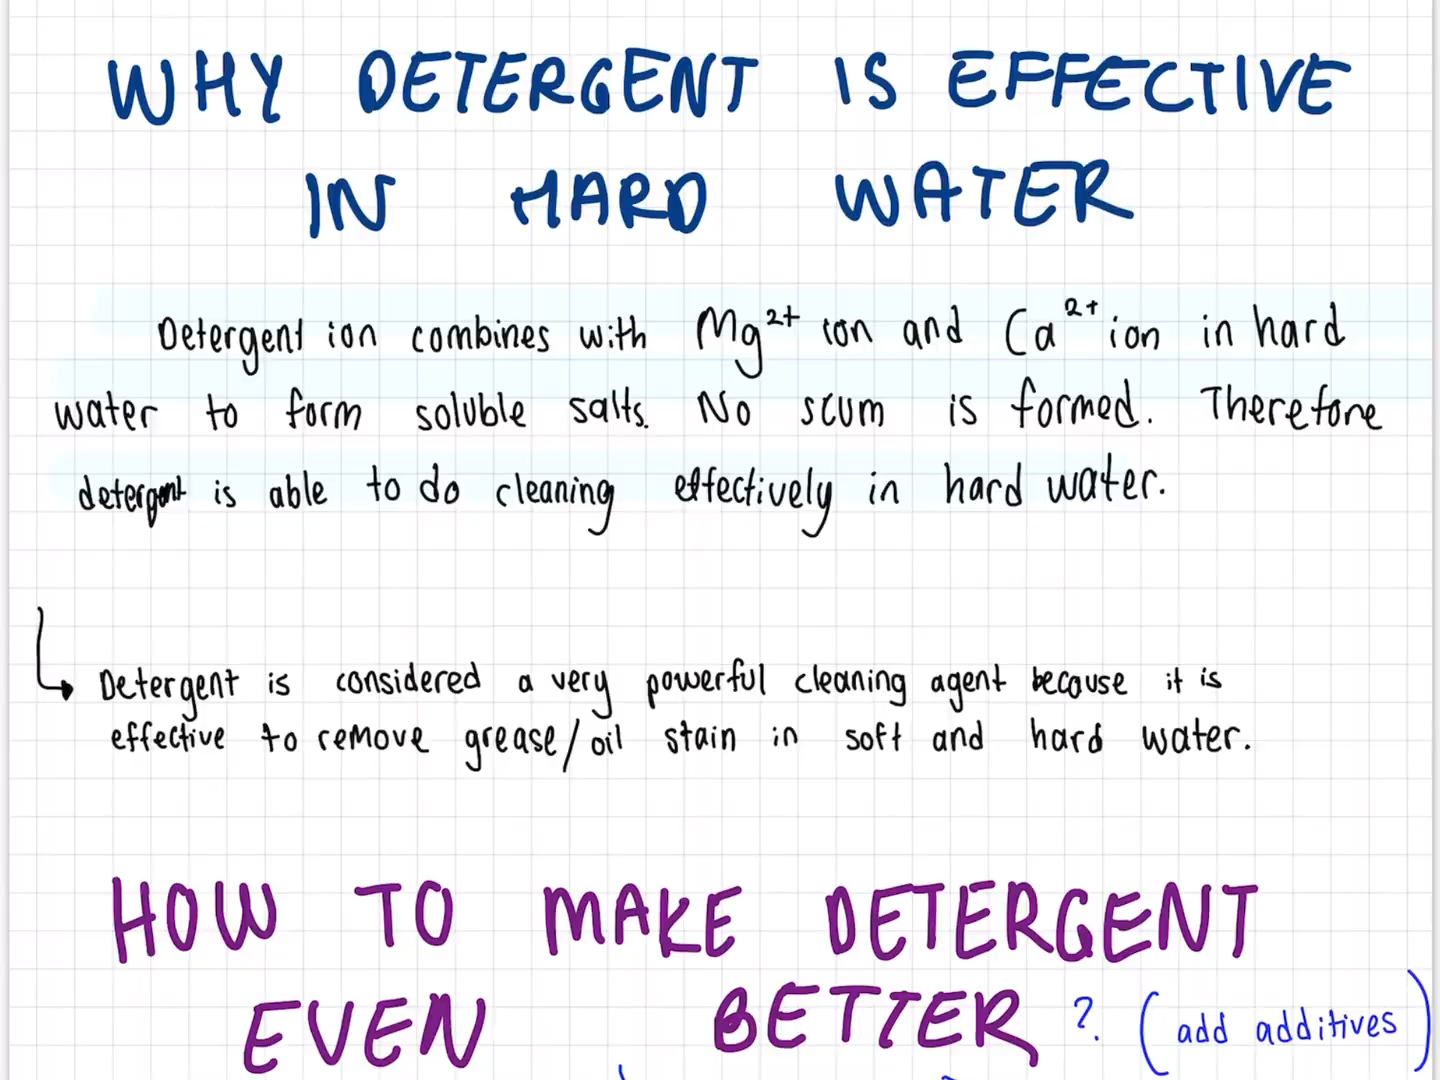 WHY DETERGENT IS EFFECTIVE
IN HARD WATER
Detergent ion combines with Mg²⁺ ion and Ca²⁺ ion in hard
water to form soluble salts. No scum is formed. Therefore
detergent is able to do cleaning effectively in hard water.
Detergent is considered a very powerful cleaning agent because it is
effective to remove grease/oil stain in soft and hard water.
HOW TO MAKE DETERGENT
EVEN BETTER ? (add additives)